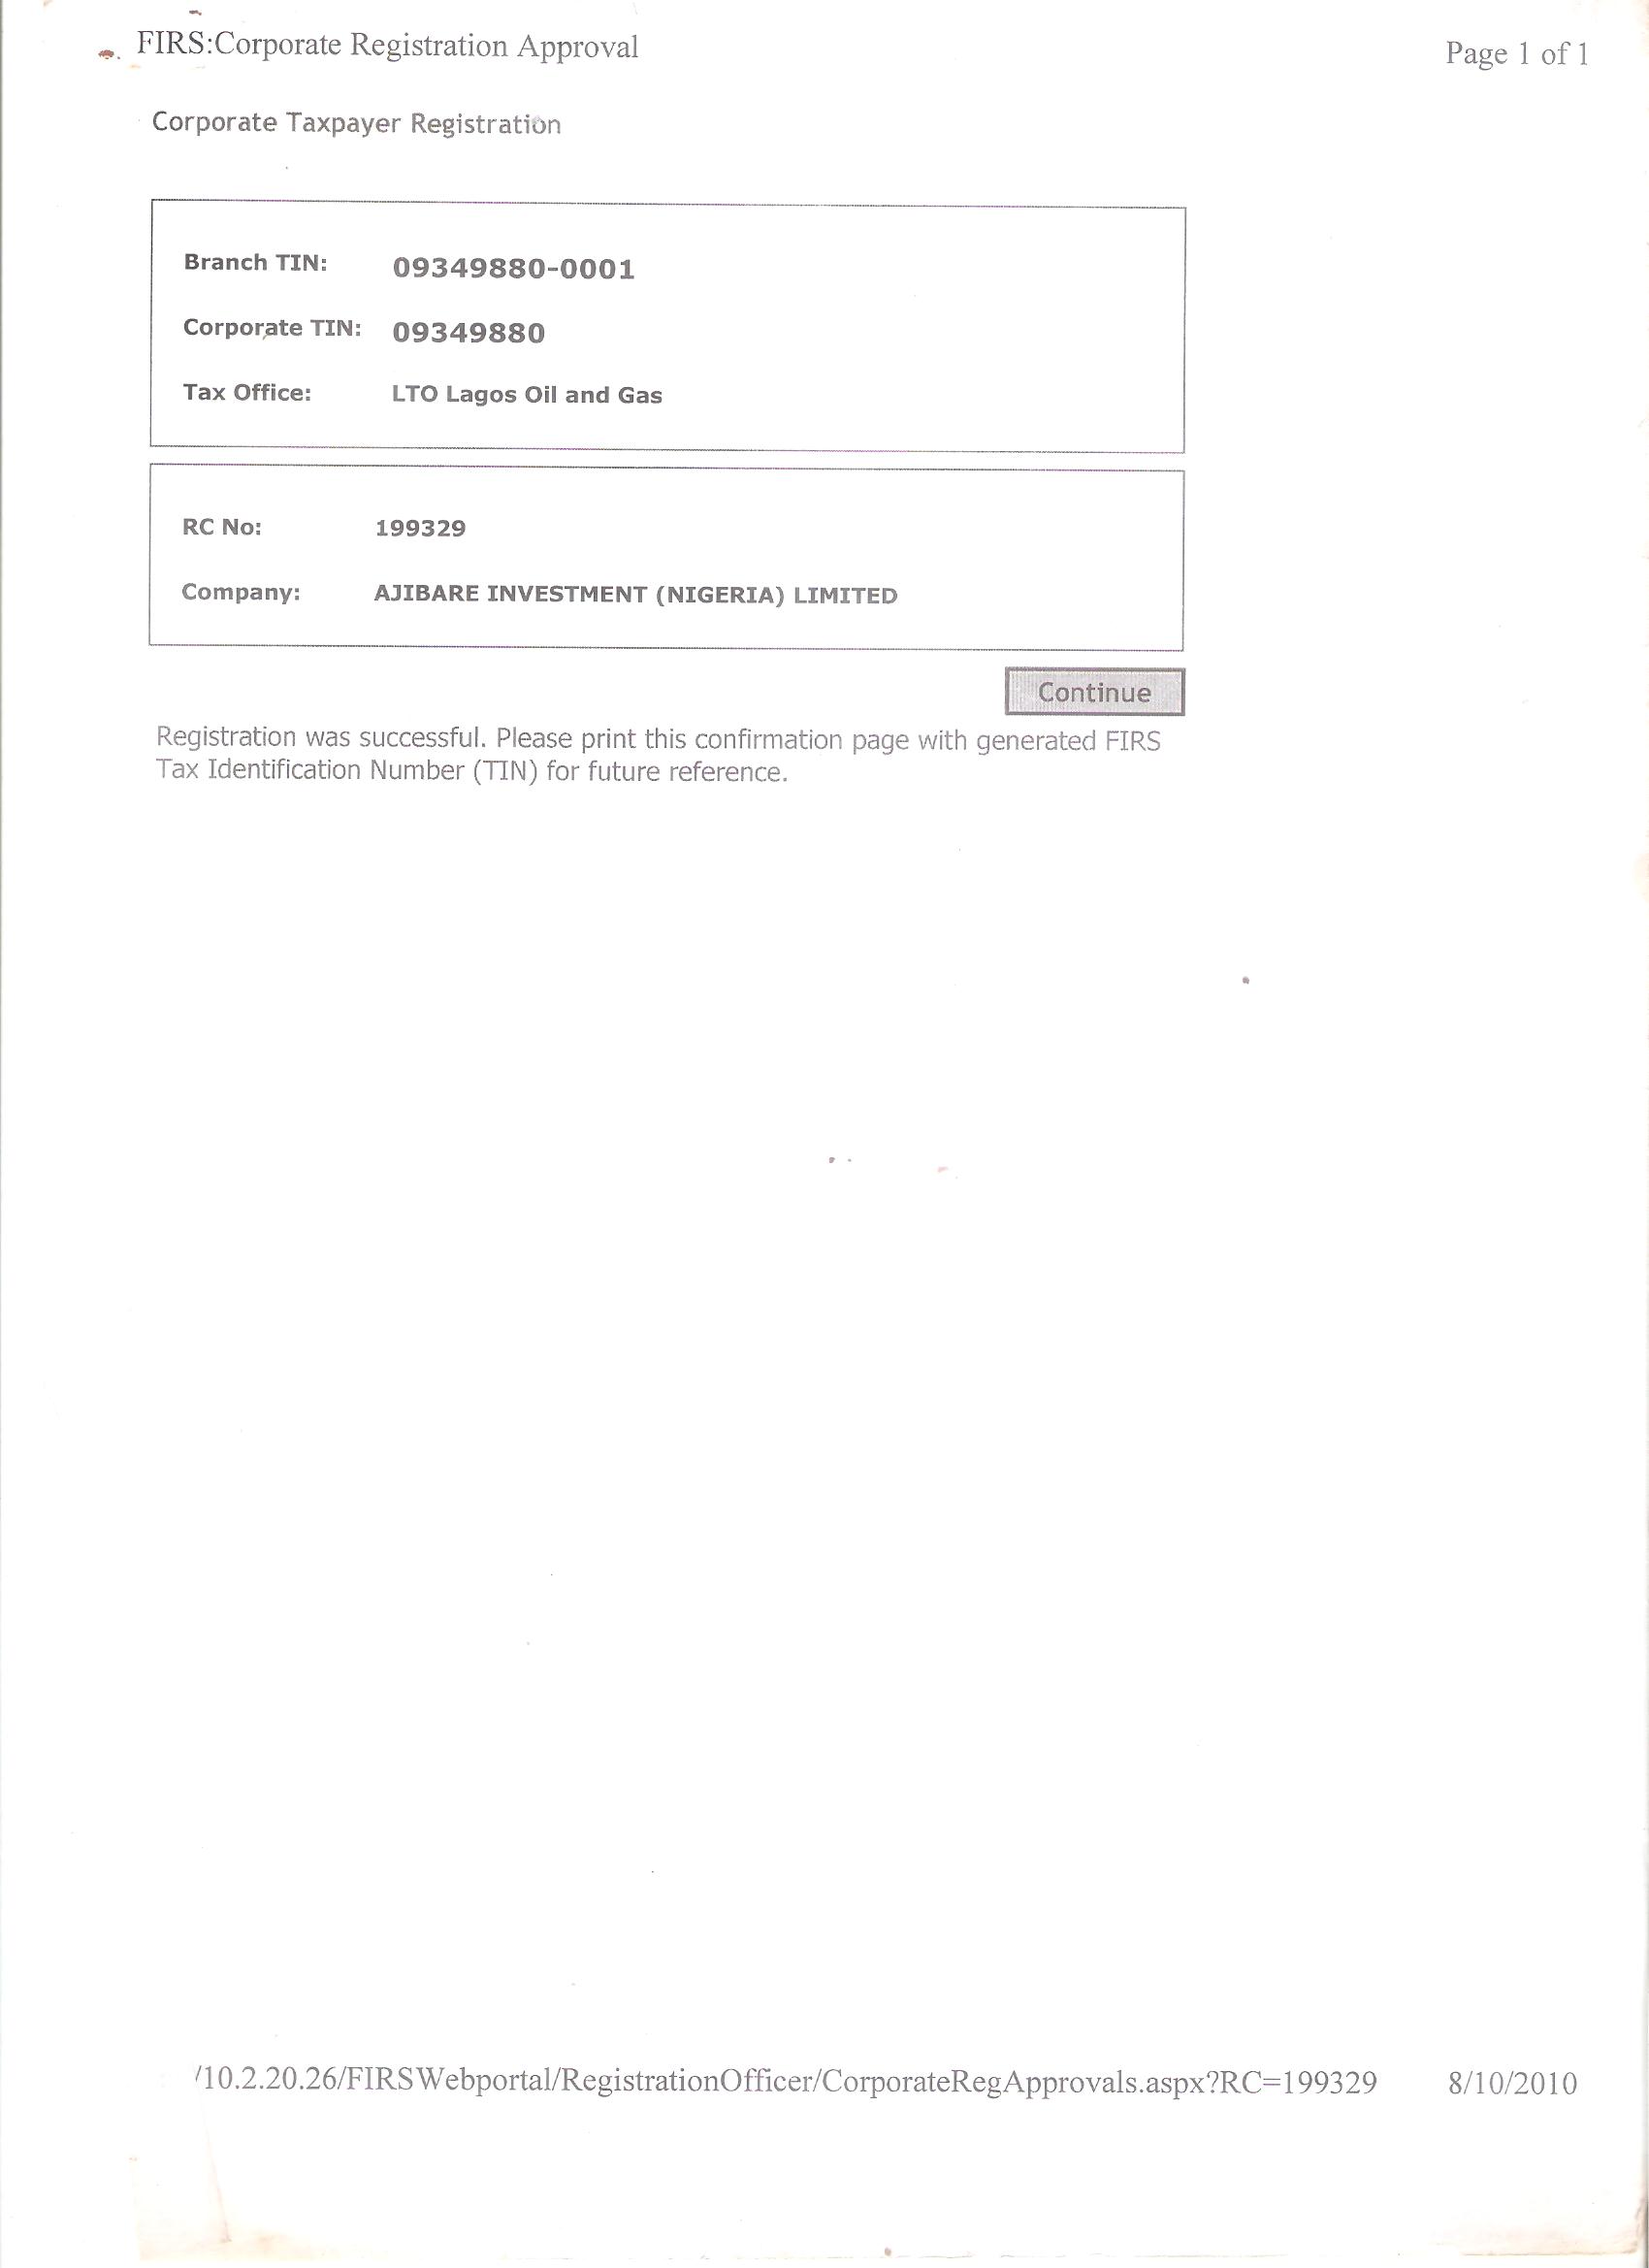 FIRS:Corporate Registration Approval
Page 1 of 1
Corporate Taxpayer Registration
Branch TIN: 09349880-0001
Corporate TIN: 09349880
Tax Office: LTO Lagos Oil and Gas
RC No: 199329
Company: AJIBARE INVESTMENT (NIGERIA) LIMITED
Continue
Registration was successful. Please print this confirmation page with generated FIRS
Tax Identification Number (TIN) for future reference.
/10.2.20.26/FIRSWebportal/RegistrationOfficer/CorporateRegApprovals.aspx?RC=199329
8/10/2010